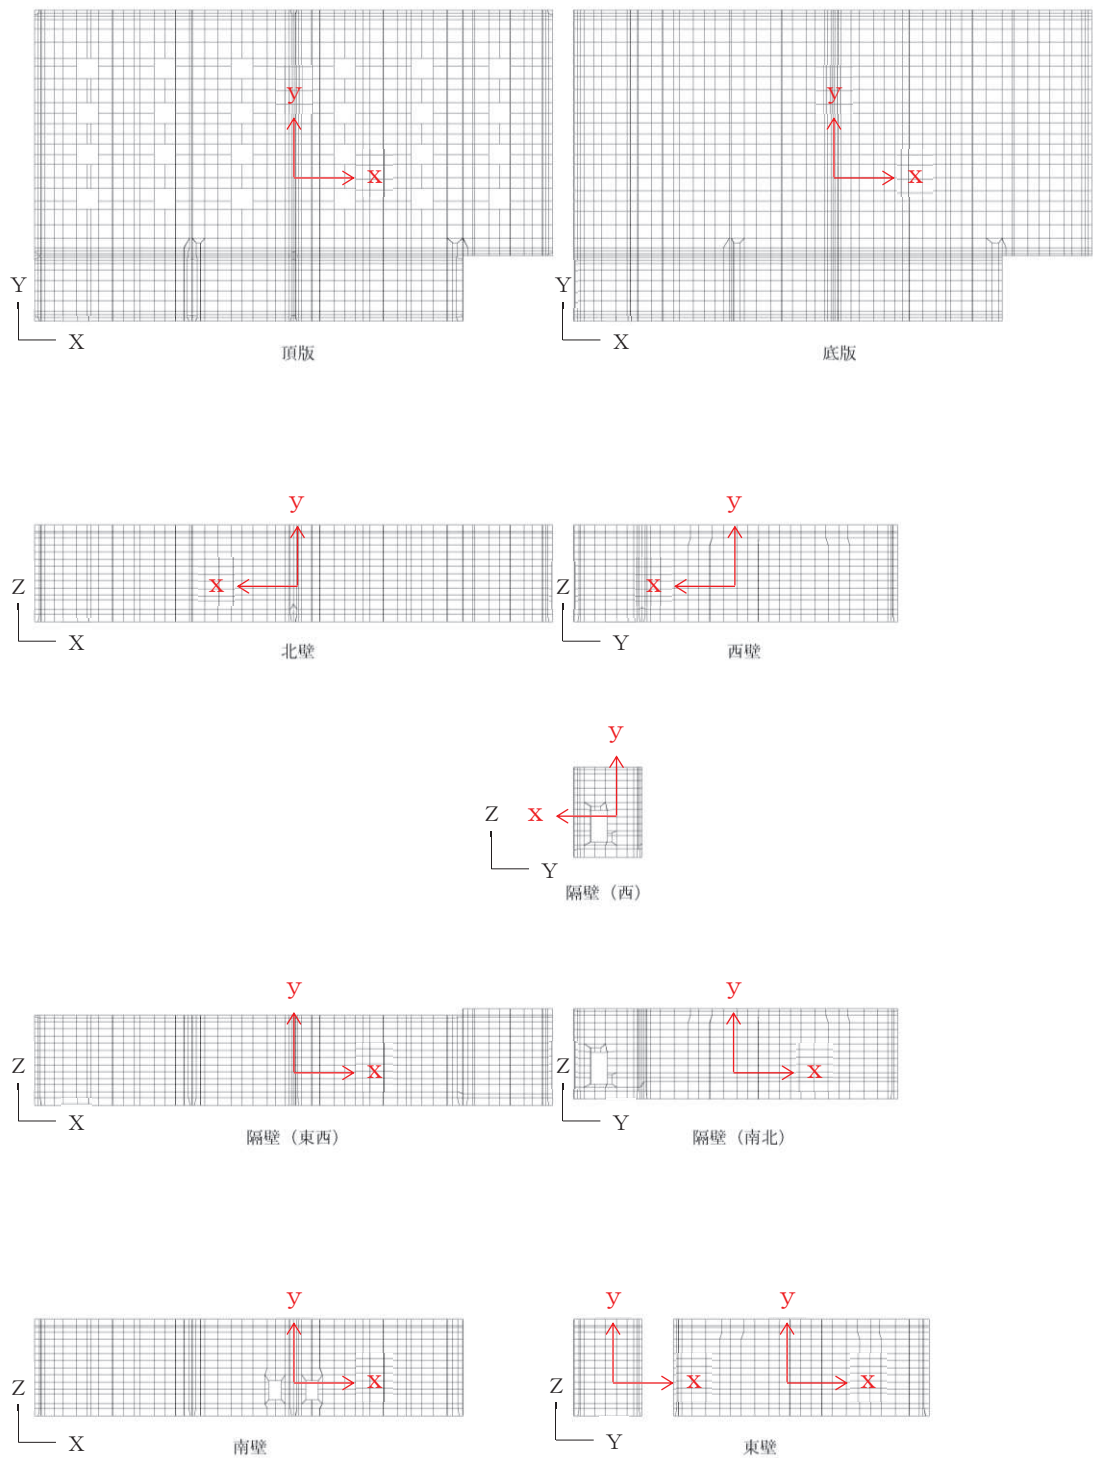 y y
x x
Y Y
X X
頂版 底版
y y
Z x Z x
X Y
北壁 西壁
y
Z x
Y
隔壁（西）
y y
Z x Z x
X Y
隔壁（東西） 隔壁（南北）
y y y
Z x Z x x
X Y
南壁 東壁